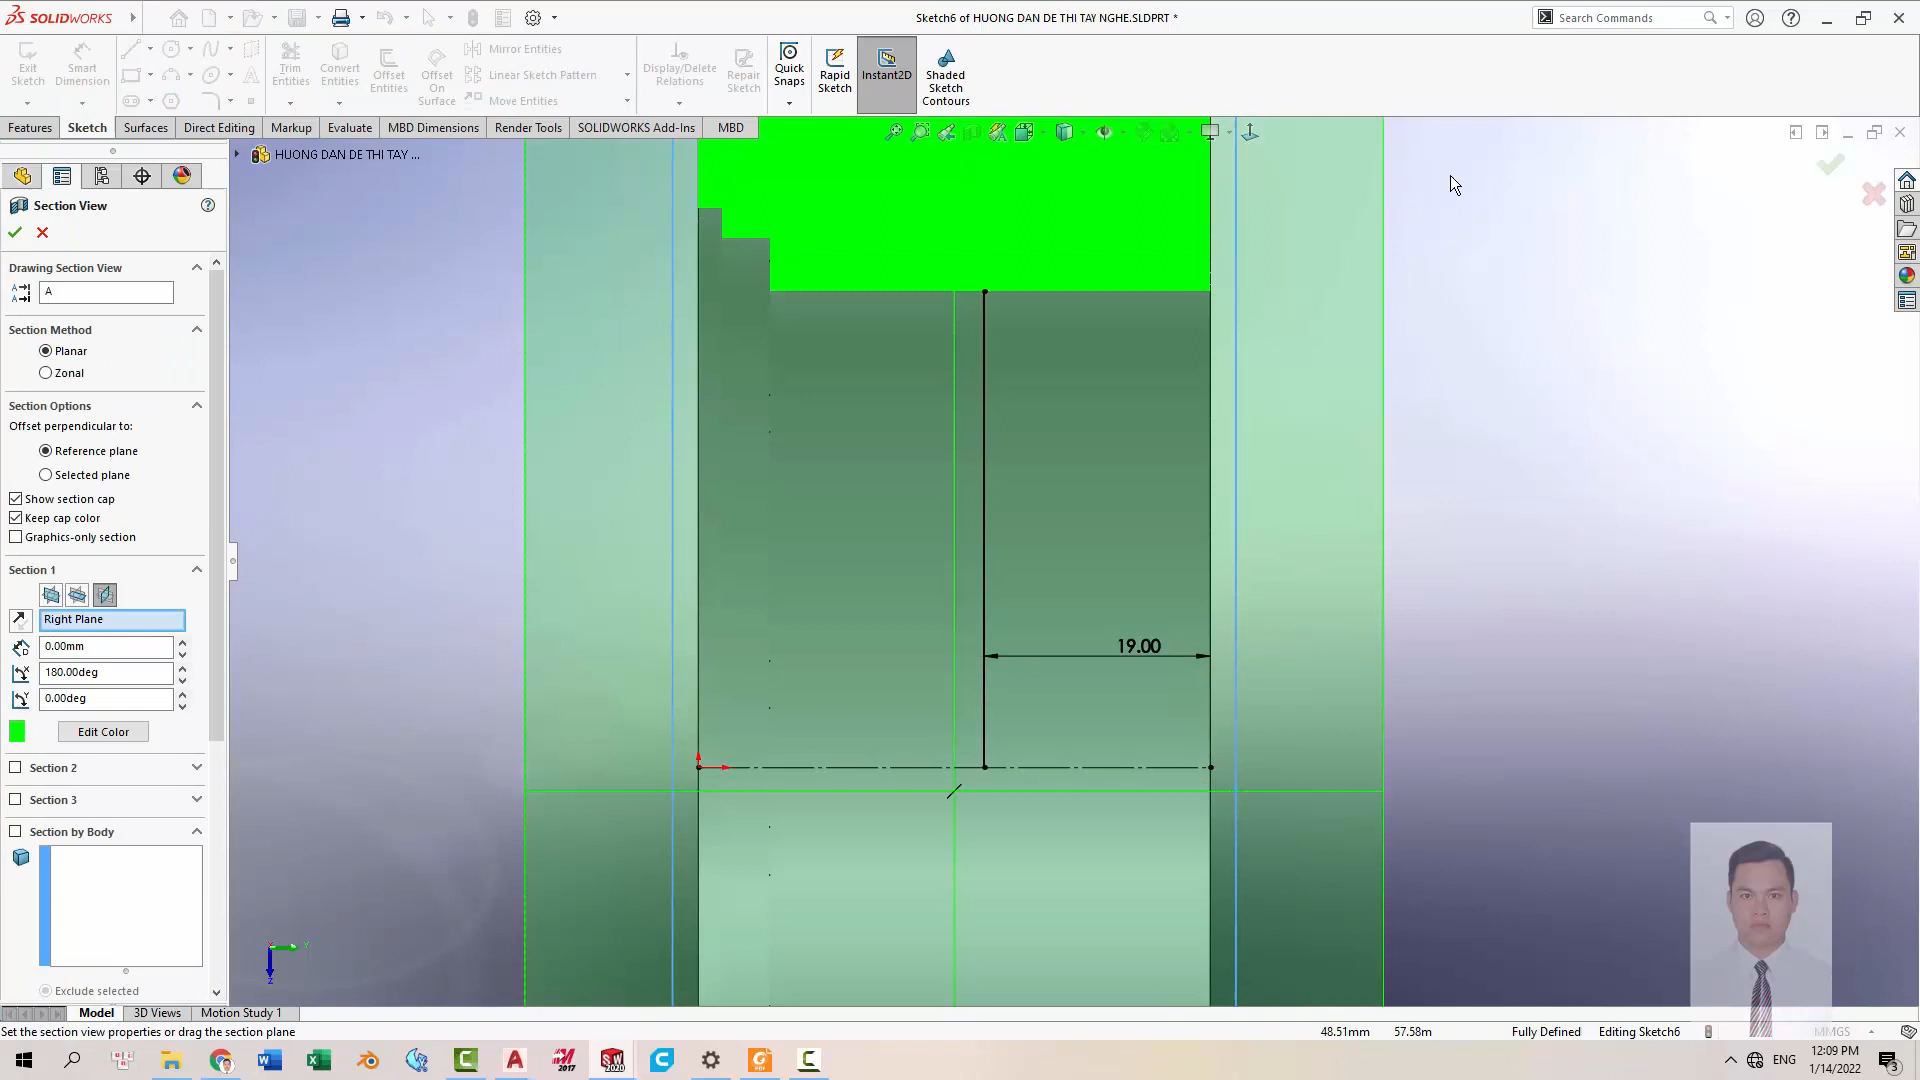 SOLIDWORKS
Sketch6 of HUONG DAN DE THI TAY NGHE.SLDPRT *
Search Commands
Exit Sketch
Smart Dimension
Trim Entities
Convert Entities
Offset Entities
Offset On Surface
Mirror Entities
Linear Sketch Pattern
Move Entities
Display/Delete Relations
Repair Sketch
Quick Snaps
Rapid Sketch
Instant2D
Shaded Sketch Contours
Features
Sketch
Surfaces
Direct Editing
Markup
Evaluate
MBD Dimensions
Render Tools
SOLIDWORKS Add-Ins
MBD
HUONG DAN DE THI TAY ...
Section View
Drawing Section View
A
Section Method
Planar
Zonal
Section Options
Offset perpendicular to:
Reference plane
Selected plane
Show section cap
Keep cap color
Graphics-only section
Section 1
Right Plane
0.00mm
180.00deg
0.00deg
Edit Color
Section 2
Section 3
Section by Body
Exclude selected
19.00
Model
3D Views
Motion Study 1
Set the section view properties or drag the section plane
48.51mm
57.58m
Fully Defined
Editing Sketch6
MMGS
ENG
12:09 PM
1/14/2022